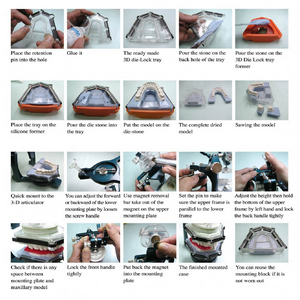 Place the retention
pin into the hole
Glue it
The ready made
3D die-Lock tray
Pour the stone on the
back hole of the tray
Pour the stone on the
3D Die Lock tray
former
Place the tray on the
silicone former
Pour the die stone into
the tray
Put the model on the
die-stone
The complete dried
model
Sawing the model
Quick mount to the
3-D articulator
You can adjust the forward
or backward of the lower
mounting plate by loosens
the screw handle
Use magnet removal
bar take out of the
magnet on the upper
mounting plate
Set the pin to make
sure the upper frame is
parallel to the lower
frame
Adjust the height then hold
the bottom of the upper
frame by left hand and lock
the back handle tightly
Check if there is any
space between
mounting plate and
maxillary model
Lock the front handle
tightly
Put back the magnet
into the mounting
plate
The finished mounted
case
You can reuse the
mounting block if it is
not worn out